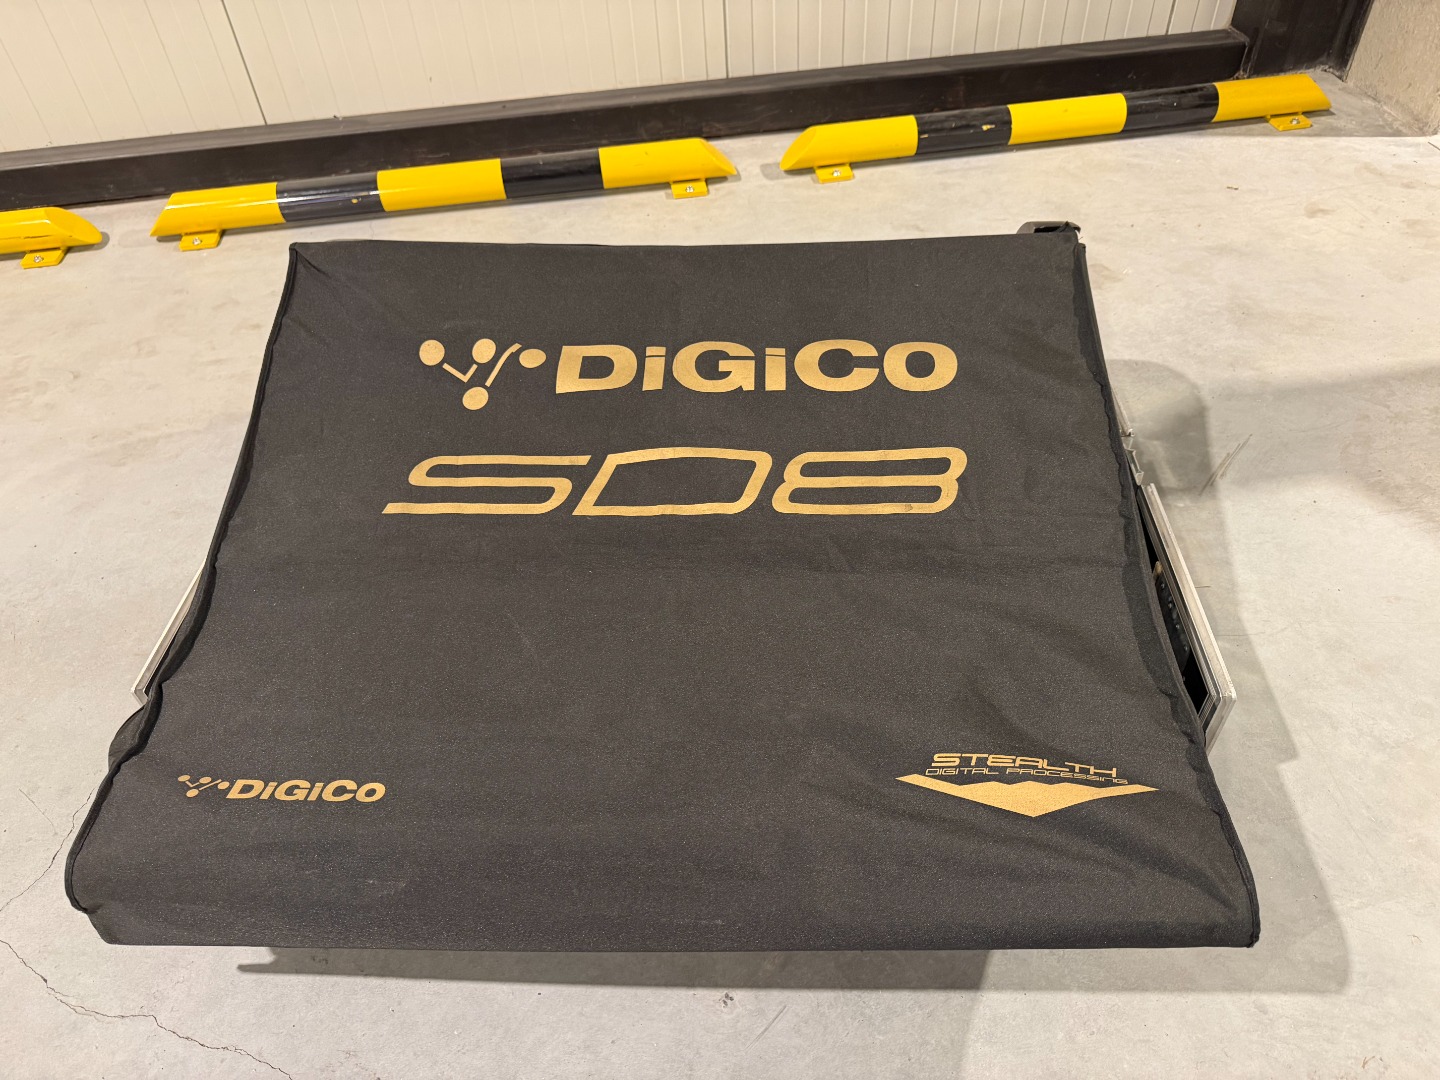 DiGiCO
SD8
DiGiCo
STEALTH
DIGITAL PROCESSING